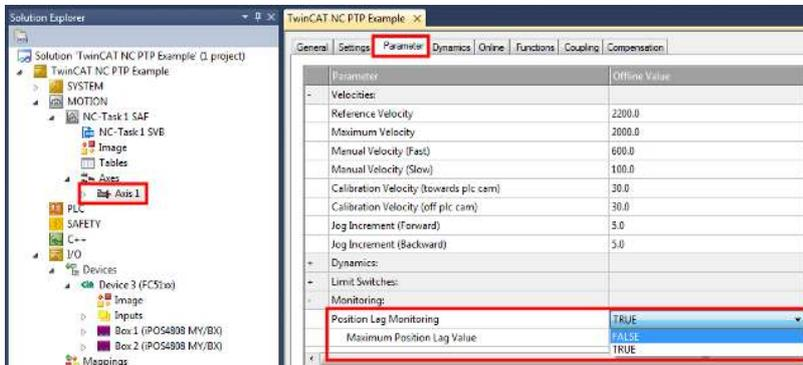 Solution Explorer
Solution 'TwinCAT NC PTP Example' (1 project)
TwinCAT NC PTP Example
SYSTEM
MOTION
NC-Task 1 SAF
NC-Task 1 SVB
Image
Tables
Axes
Axis 1
PLC
SAFETY
C++
I/O
Devices
Device 3 (FC51xx)
Image
Inputs
Box 1 (iPOS4808 MY/BX)
Box 2 (iPOS4808 MY/BX)
Mappings
TwinCAT NC PTP Example
General Settings Parameter Dynamics Online Functions Coupling Compensation
Parameter Offline Value
- Velocities:
Reference Velocity 2200.0
Maximum Velocity 2000.0
Manual Velocity (Fast) 600.0
Manual Velocity (Slow) 100.0
Calibration Velocity (towards plc cam) 30.0
Calibration Velocity (off plc cam) 30.0
Jog Increment (Forward) 5.0
Jog Increment (Backward) 5.0
+ Dynamics:
+ Limit Switches:
- Monitoring:
Position Lag Monitoring TRUE
Maximum Position Lag Value FALSE
TRUE